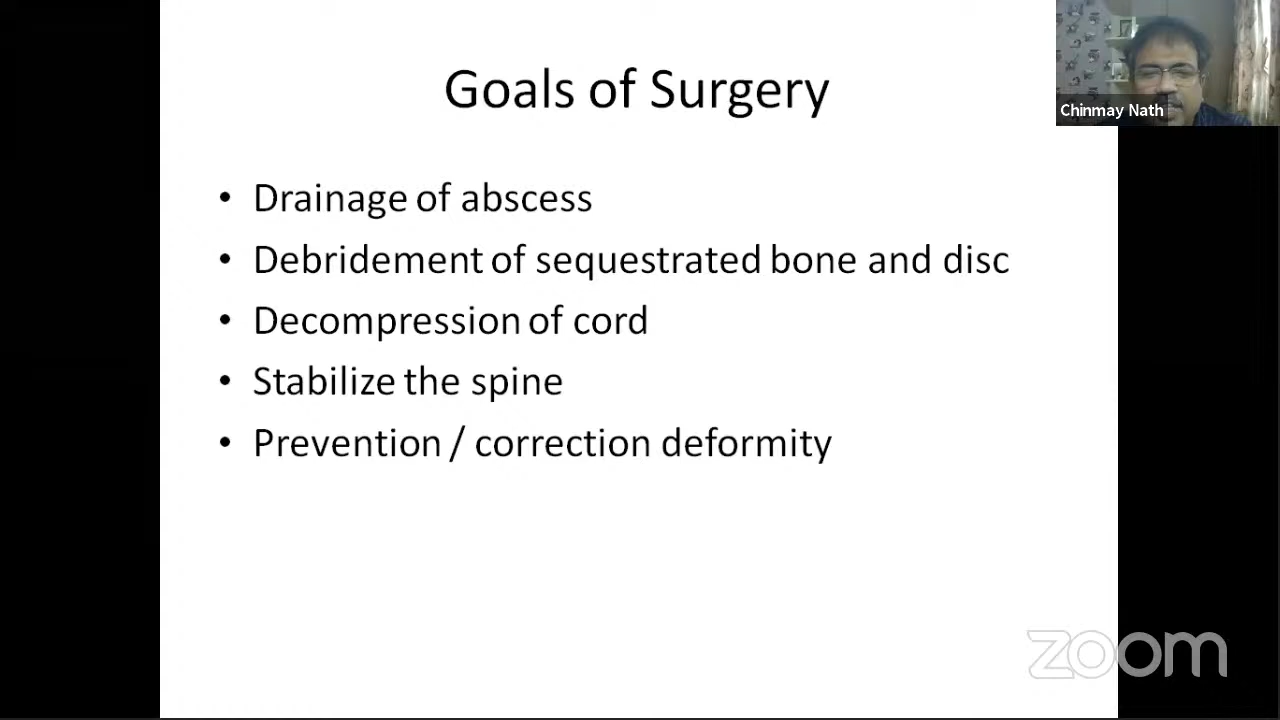 Goals of Surgery
Chinmay Nath
• Drainage of abscess
• Debridement of sequestrated bone and disc
• Decompression of cord
• Stabilize the spine
• Prevention / correction deformity
zoom